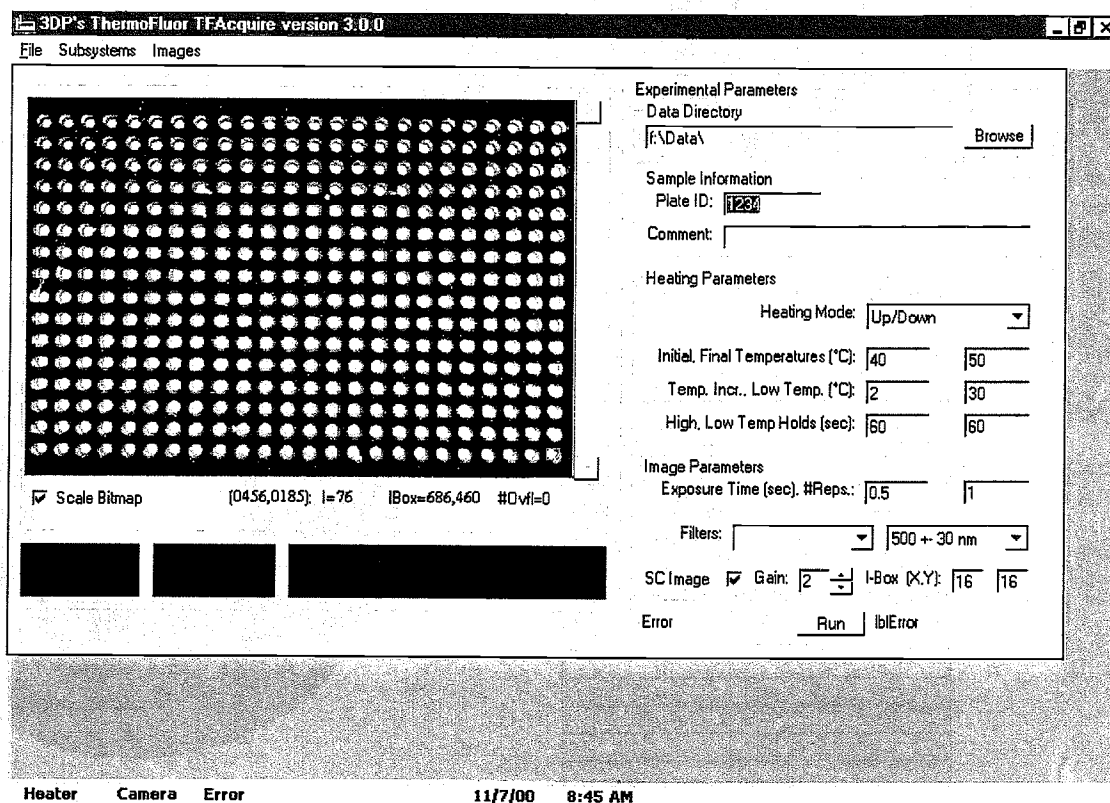 3DP's ThermoFluor TFAcquire version 3.0.0
File Subsystems Images
Experimental Parameters
Data Directory
f:\Data\ Browse
Sample Information
Plate ID: 1234
Comment:
Heating Parameters
Heating Mode: Up/Down
Initial, Final Temperatures (°C): 40 50
Temp. Incr., Low Temp. (°C): 2 30
High, Low Temp Holds (sec): 60 60
Image Parameters
Exposure Time (sec), #Reps.: 0.5 1
Filters: 500 +- 30 nm
SC Image Gain: 2 I-Box (X,Y): 16 16
Error Run lblError
Scale Bitmap (0456,0185): I=76 IBox=686,460 #Ovfl=0
Heater Camera Error 11/7/00 8:45 AM